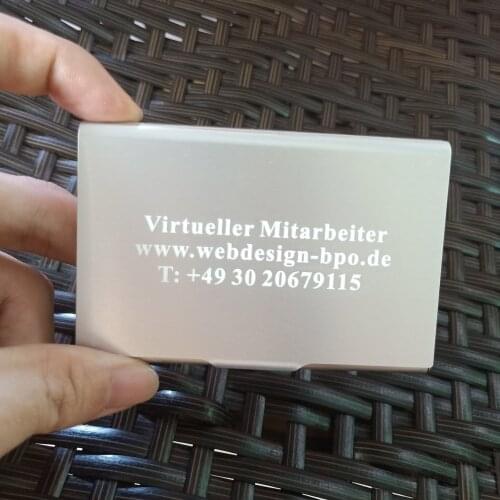 Virtueller Mitarbeiter
www.webdesign-bpo.de
T: +49 30 20679115